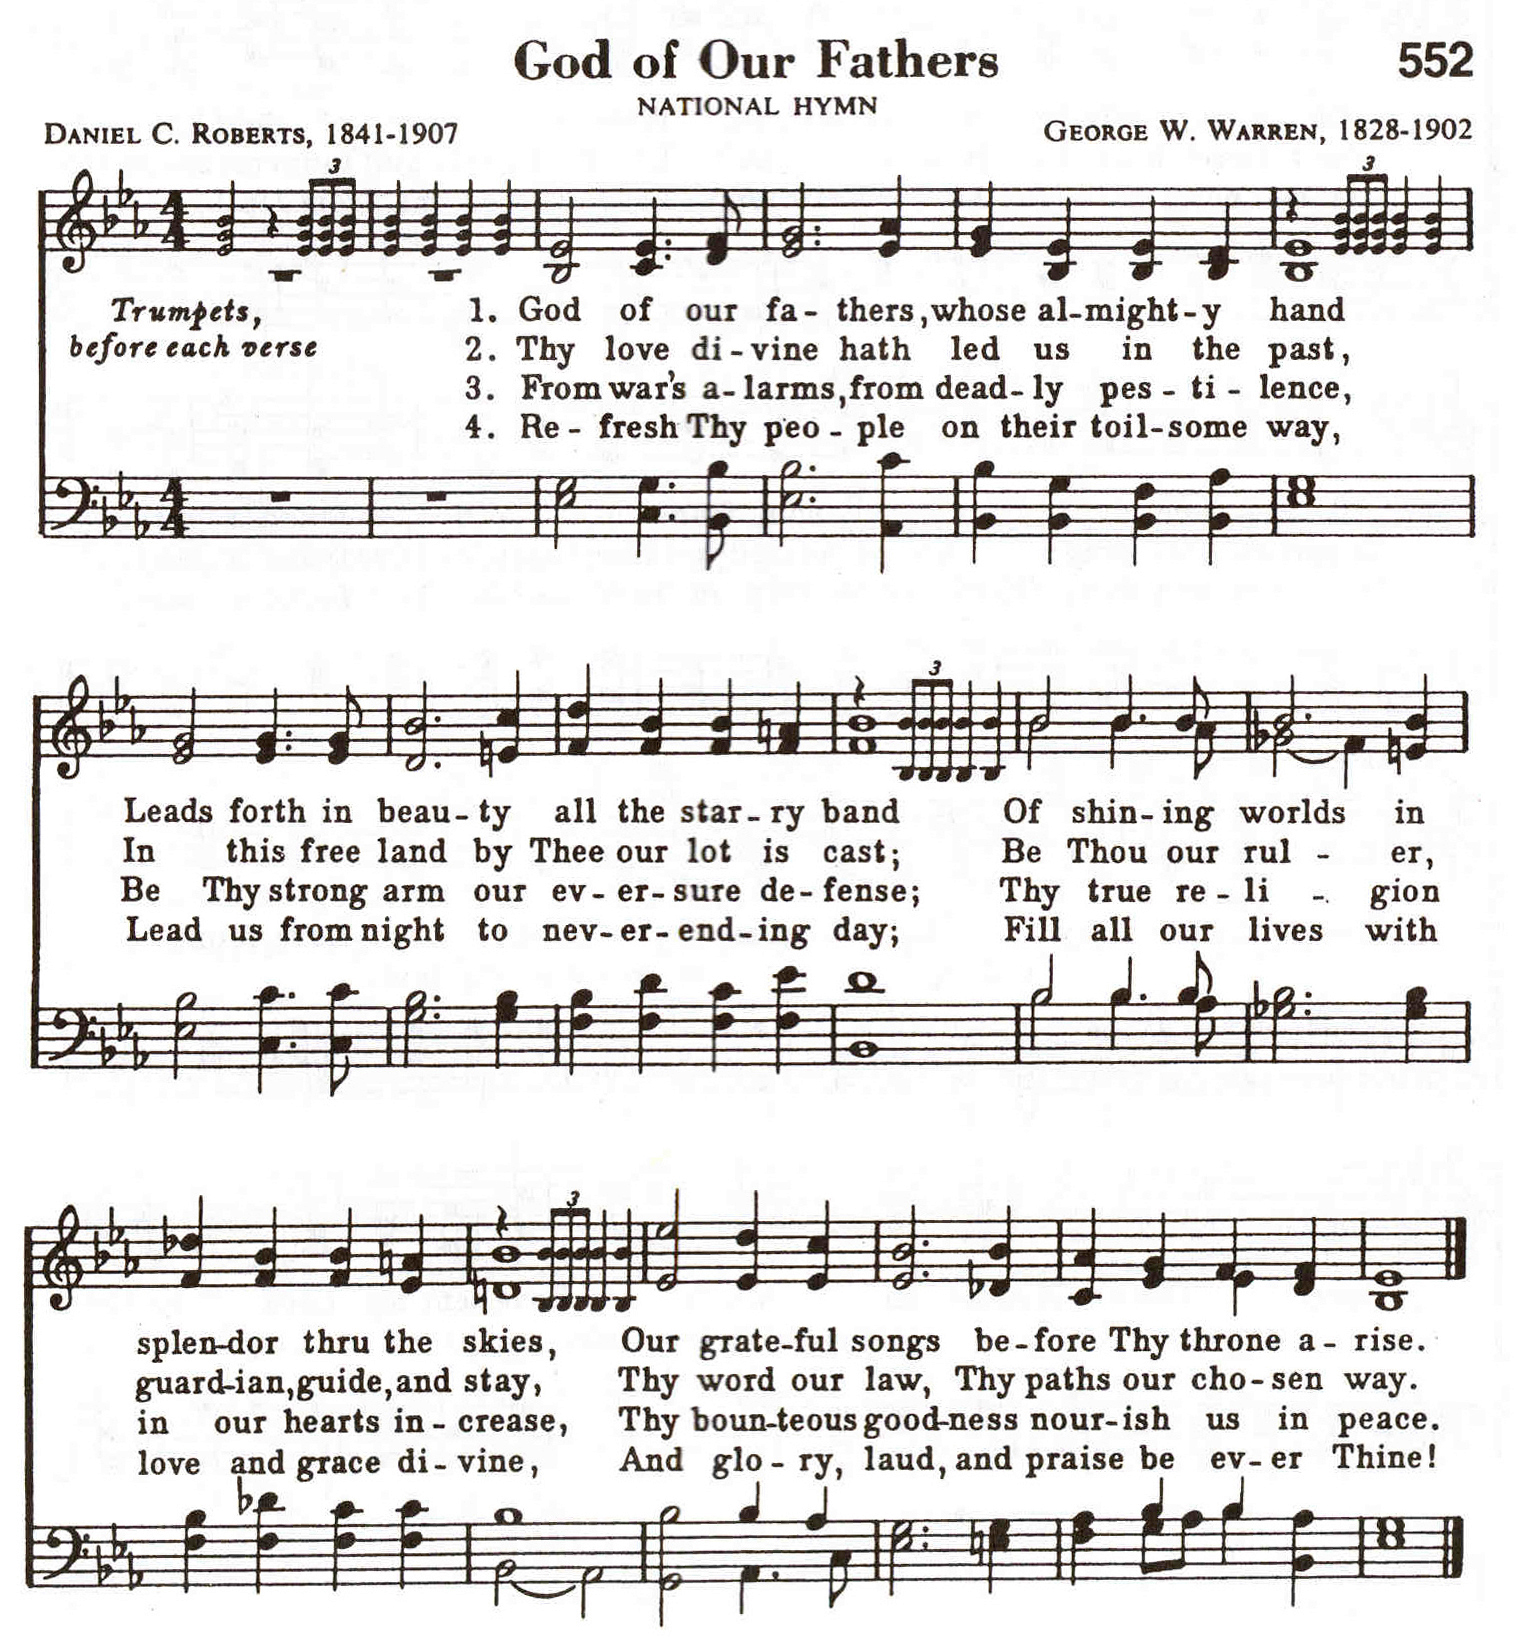 God of Our Fathers 552
NATIONAL HYMN
DANIEL C. ROBERTS, 1841-1907 GEORGE W. WARREN, 1828-1902
3 3
4 4
Trumpets,
before each verse
1. God of our fa - thers, whose al-might-y hand
2. Thy love di - vine hath led us in the past,
3. From war's a - larms, from dead- ly pes - ti - lence,
4. Re - fresh Thy peo - ple on their toil-some way,
4 4
3
Leads forth in beau - ty all the star - ry band Of shin - ing worlds in
In this free land by Thee our lot is cast; Be Thou our rul - er,
Be Thy strong arm our ev - er - sure de - fense; Thy true re - li - gion
Lead us from night to nev - er - end - ing day; Fill all our lives with
3
splen-dor thru the skies, Our grate-ful songs be - fore Thy throne a - rise.
guard-ian, guide, and stay, Thy word our law, Thy paths our cho - sen way.
in our hearts in - crease, Thy boun-teous good-ness nour-ish us in peace.
love and grace di - vine, And glo - ry, laud, and praise be ev - er Thine!